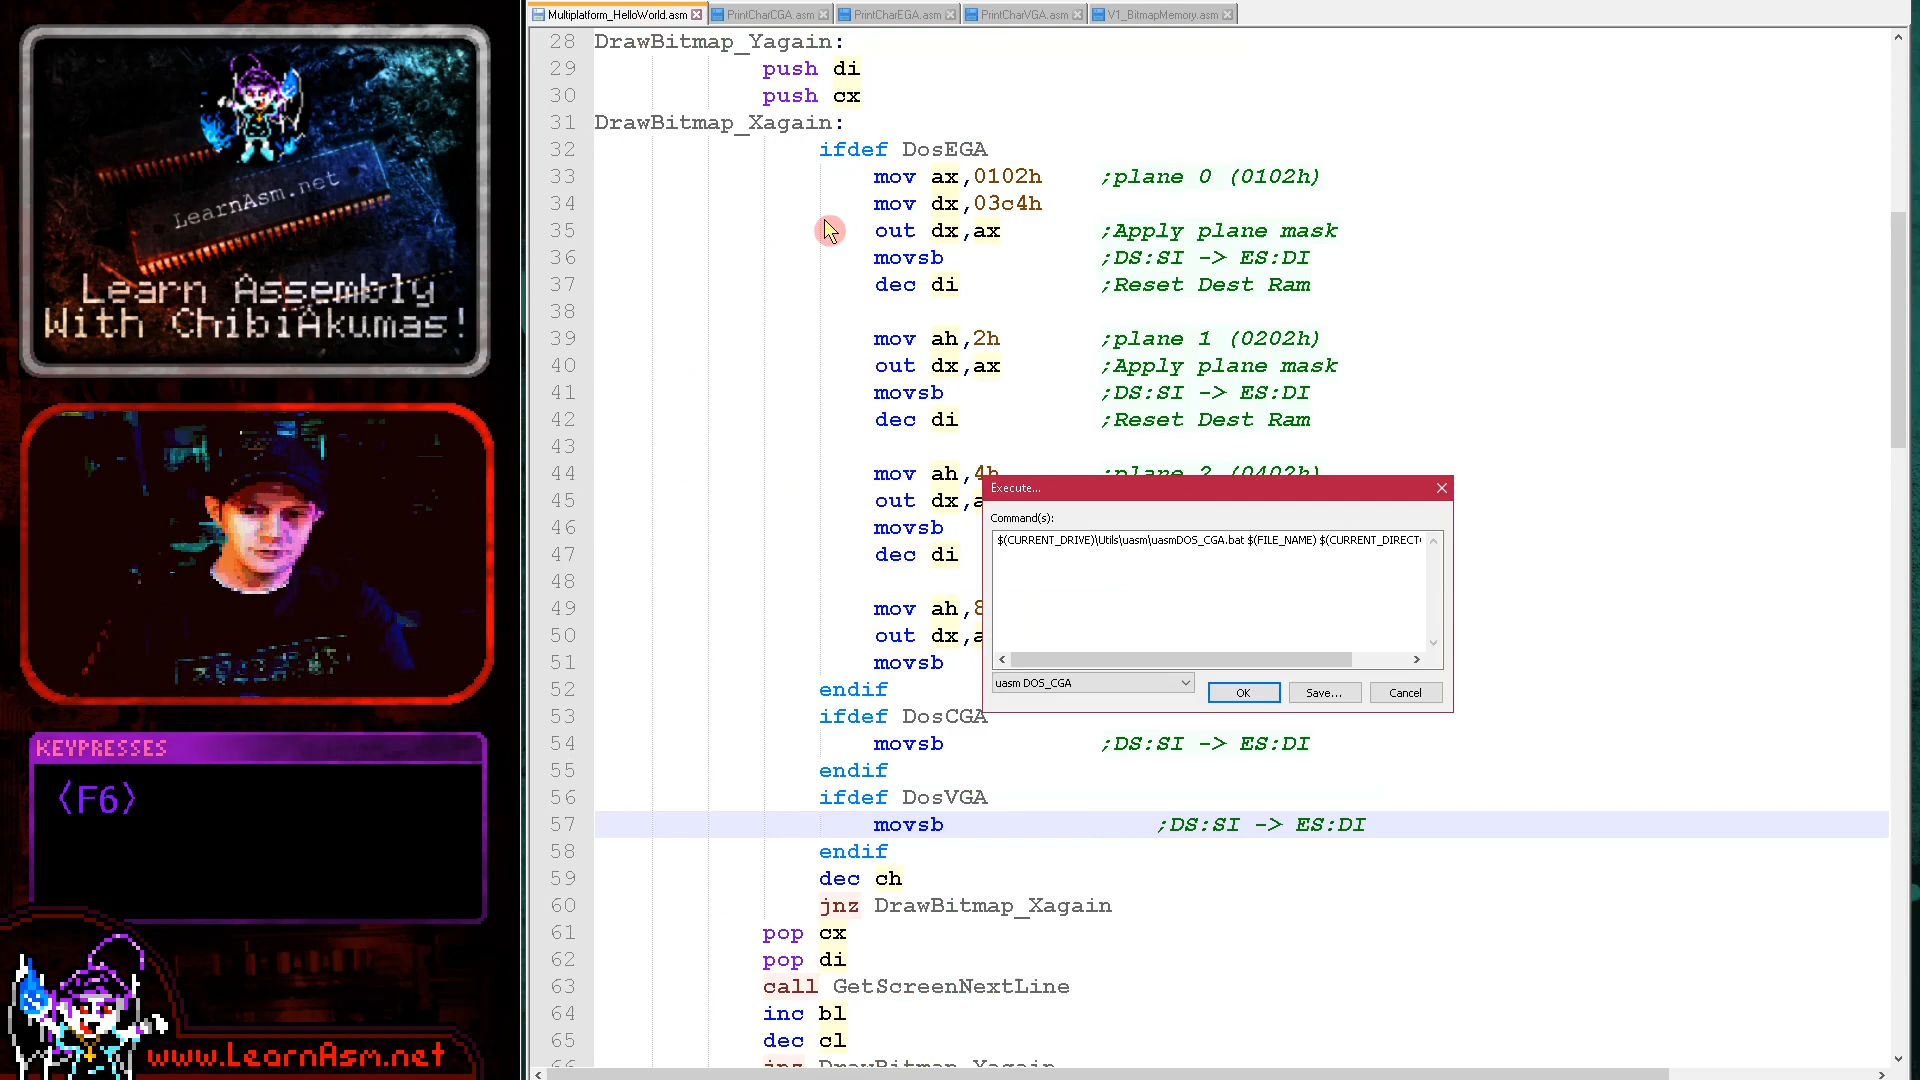 LearnAsm.net
Learn Assembly
With ChibiAkumas!
KEYPRESSES
<F6>
www.LearnAsm.net
Multiplatform_HelloWorld.asm PrintCharCGA.asm PrintCharEGA.asm PrintCharVGA.asm V1_BitmapMemory.asm
28 DrawBitmap_Yagain:
29 push di
30 push cx
31 DrawBitmap_Xagain:
32 ifdef DosEGA
33 mov ax,0102h ;plane 0 (0102h)
34 mov dx,03c4h
35 out dx,ax ;Apply plane mask
36 movsb ;DS:SI -> ES:DI
37 dec di ;Reset Dest Ram
38
39 mov ah,2h ;plane 1 (0202h)
40 out dx,ax ;Apply plane mask
41 movsb ;DS:SI -> ES:DI
42 dec di ;Reset Dest Ram
43
44 mov ah,4h ;plane 2 (0402h)
45 out dx,a
46 movsb
47 dec di
48
49 mov ah,8
50 out dx,a
51 movsb
52 endif
53 ifdef DosCGA
54 movsb ;DS:SI -> ES:DI
55 endif
56 ifdef DosVGA
57 movsb ;DS:SI -> ES:DI
58 endif
59 dec ch
60 jnz DrawBitmap_Xagain
61 pop cx
62 pop di
63 call GetScreenNextLine
64 inc bl
65 dec cl
66 jnz DrawBitmap_Yagain
Execute...
Command(s):
$(CURRENT_DRIVE)\Utils\uasm\uasmDOS_CGA.bat $(FILE_NAME) $(CURRENT_DIRECT
uasm DOS_CGA
OK Save... Cancel